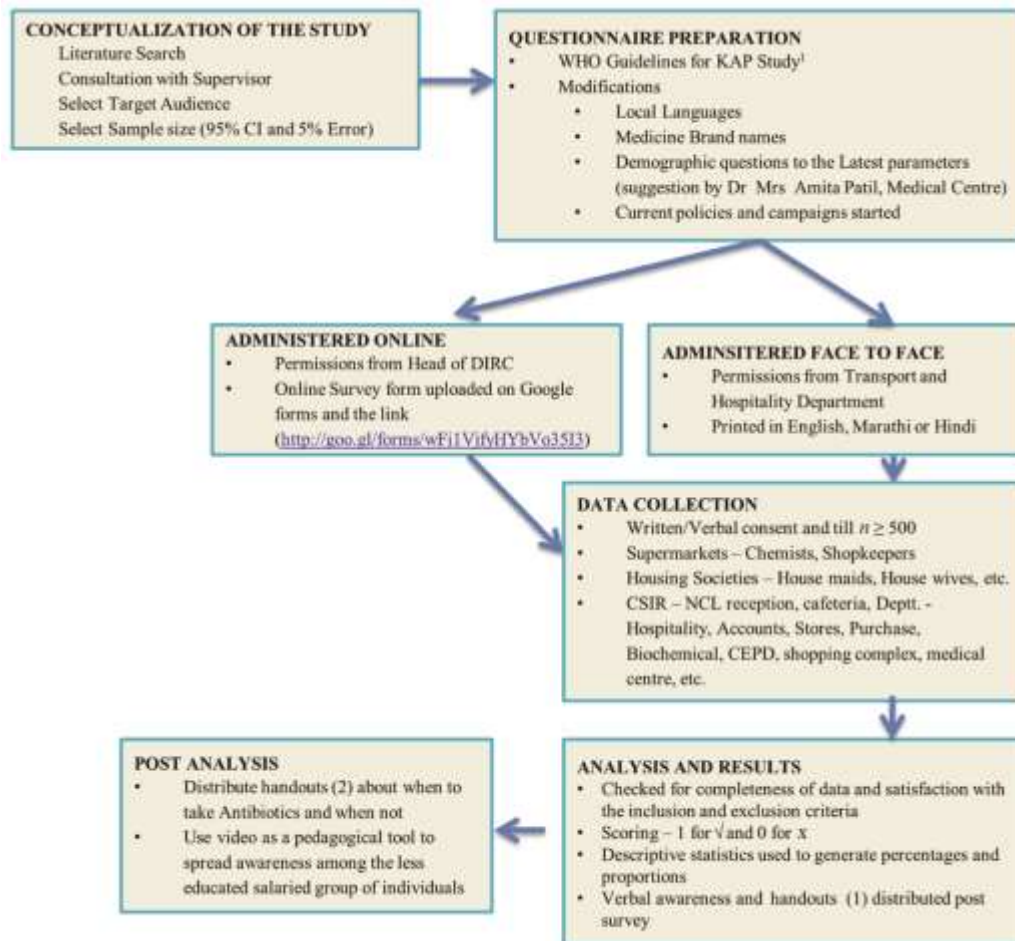 CONCEPTUALIZATION OF THE STUDY
Literature Search
Consultation with Supervisor
Select Target Audience
Select Sample size (95% CI and 5% Error)
QUESTIONNAIRE PREPARATION
• WHO Guidelines for KAP Study¹
• Modifications
• Local Languages
• Medicine Brand names
• Demographic questions to the Latest parameters
(suggestion by Dr Mrs Amita Patil, Medical Centre)
• Current policies and campaigns started
ADMINISTERED ONLINE
• Permissions from Head of DIRC
• Online Survey form uploaded on Google
forms and the link
ADMINSITERED FACE TO FACE
• Permissions from Transport and
Hospitality Department
• Printed in English, Marathi or Hindi
DATA COLLECTION
• Written/Verbal consent and till n ≥ 500
• Supermarkets – Chemists, Shopkeepers
• Housing Societies – House maids, House wives, etc.
• CSIR – NCL reception, cafeteria, Deptt. -
Hospitality, Accounts, Stores, Purchase,
Biochemical, CEPD, shopping complex, medical
centre, etc.
ANALYSIS AND RESULTS
• Checked for completeness of data and satisfaction with
the inclusion and exclusion criteria
• Scoring – 1 for √ and 0 for x
• Descriptive statistics used to generate percentages and
proportions
• Verbal awareness and handouts (1) distributed post
survey
POST ANALYSIS
• Distribute handouts (2) about when to
take Antibiotics and when not
• Use video as a pedagogical tool to
spread awareness among the less
educated salaried group of individuals